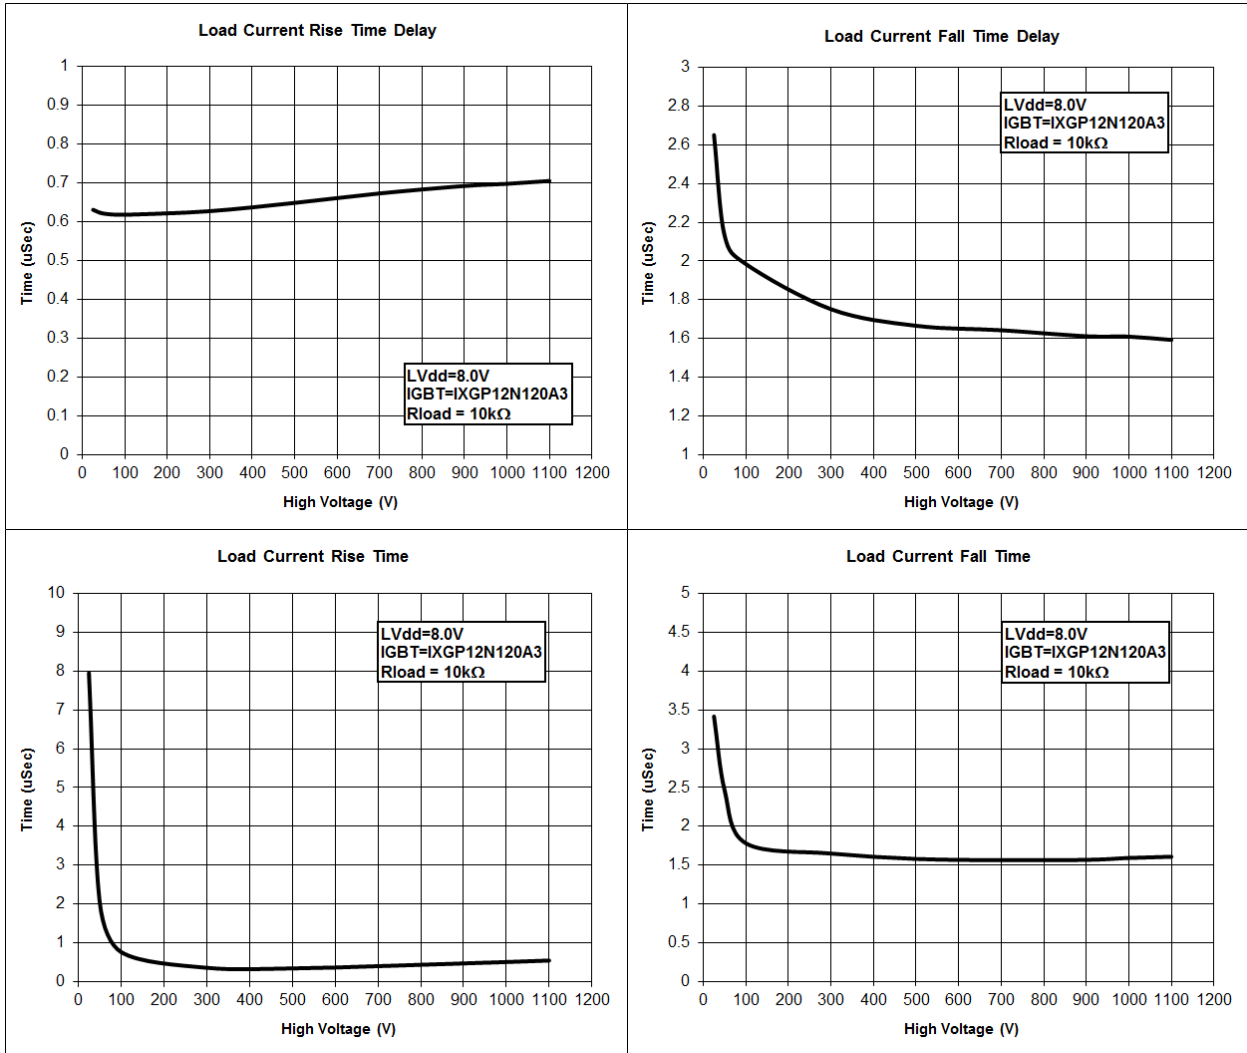 Load Current Rise Time Delay
1
0.9
0.8
0.7
0.6
0.5
0.4
0.3
0.2
0.1
0
Time (uSec)
LVdd=8.0V
IGBT=IXGP12N120A3
Rload = 10kΩ
0 100 200 300 400 500 600 700 800 900 1000 1100 1200
High Voltage (V)
Load Current Fall Time Delay
3
2.8
2.6
2.4
2.2
2
1.8
1.6
1.4
1.2
1
Time (uSec)
LVdd=8.0V
IGBT=IXGP12N120A3
Rload = 10kΩ
0 100 200 300 400 500 600 700 800 900 1000 1100 1200
High Voltage (V)
Load Current Rise Time
10
9
8
7
6
5
4
3
2
1
0
Time (uSec)
LVdd=8.0V
IGBT=IXGP12N120A3
Rload = 10kΩ
0 100 200 300 400 500 600 700 800 900 1000 1100 1200
High Voltage (V)
Load Current Fall Time
5
4.5
4
3.5
3
2.5
2
1.5
1
0.5
0
Time (uSec)
LVdd=8.0V
IGBT=IXGP12N120A3
Rload = 10kΩ
0 100 200 300 400 500 600 700 800 900 1000 1100 1200
High Voltage (V)